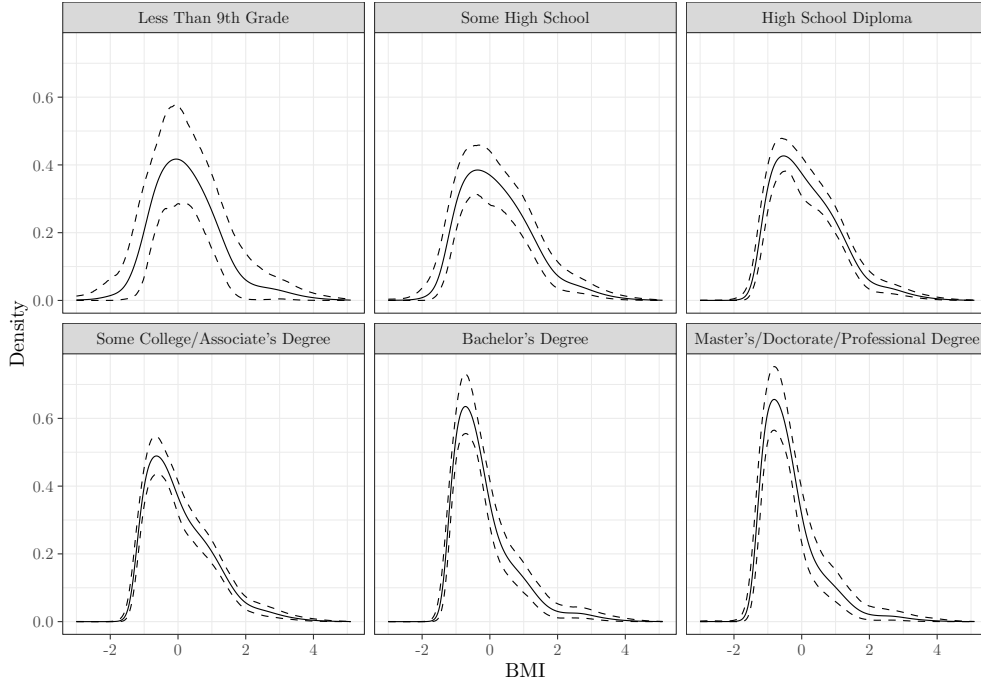 Less Than 9th Grade
Some High School
High School Diploma
0.6
0.4
0.2
0.0
Density
Some College/Associate's Degree
Bachelor's Degree
Master's/Doctorate/Professional Degree
0.6
0.4
0.2
0.0
-2 0 2 4
-2 0 2 4
-2 0 2 4
BMI